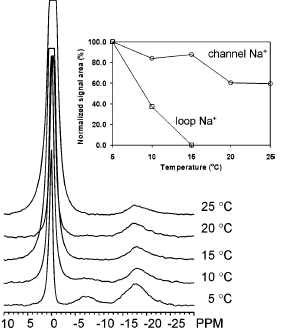 100.0
80.0
60.0
40.0
20.0
0.0
Normalized signal area (%)
channel Na⁺
loop Na⁺
5 10 15 20 25
Temperature (°C)
25 °C
20 °C
15 °C
10 °C
5 °C
10 5 0 -5 -10 -15 -20 -25 PPM